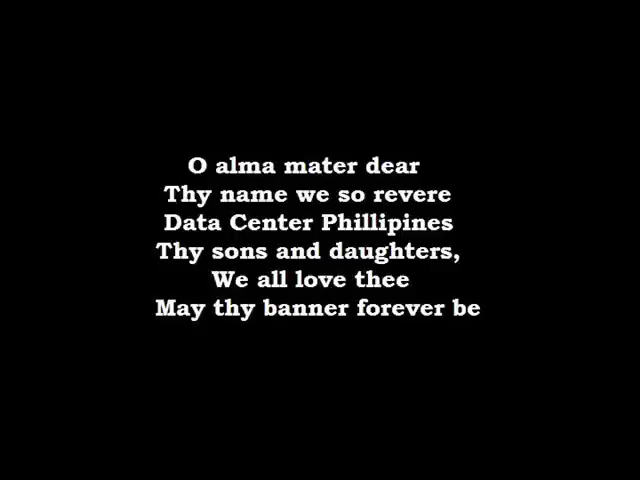 O alma mater dear
Thy name we so revere
Data Center Phillipines
Thy sons and daughters,
We all love thee
May thy banner forever be